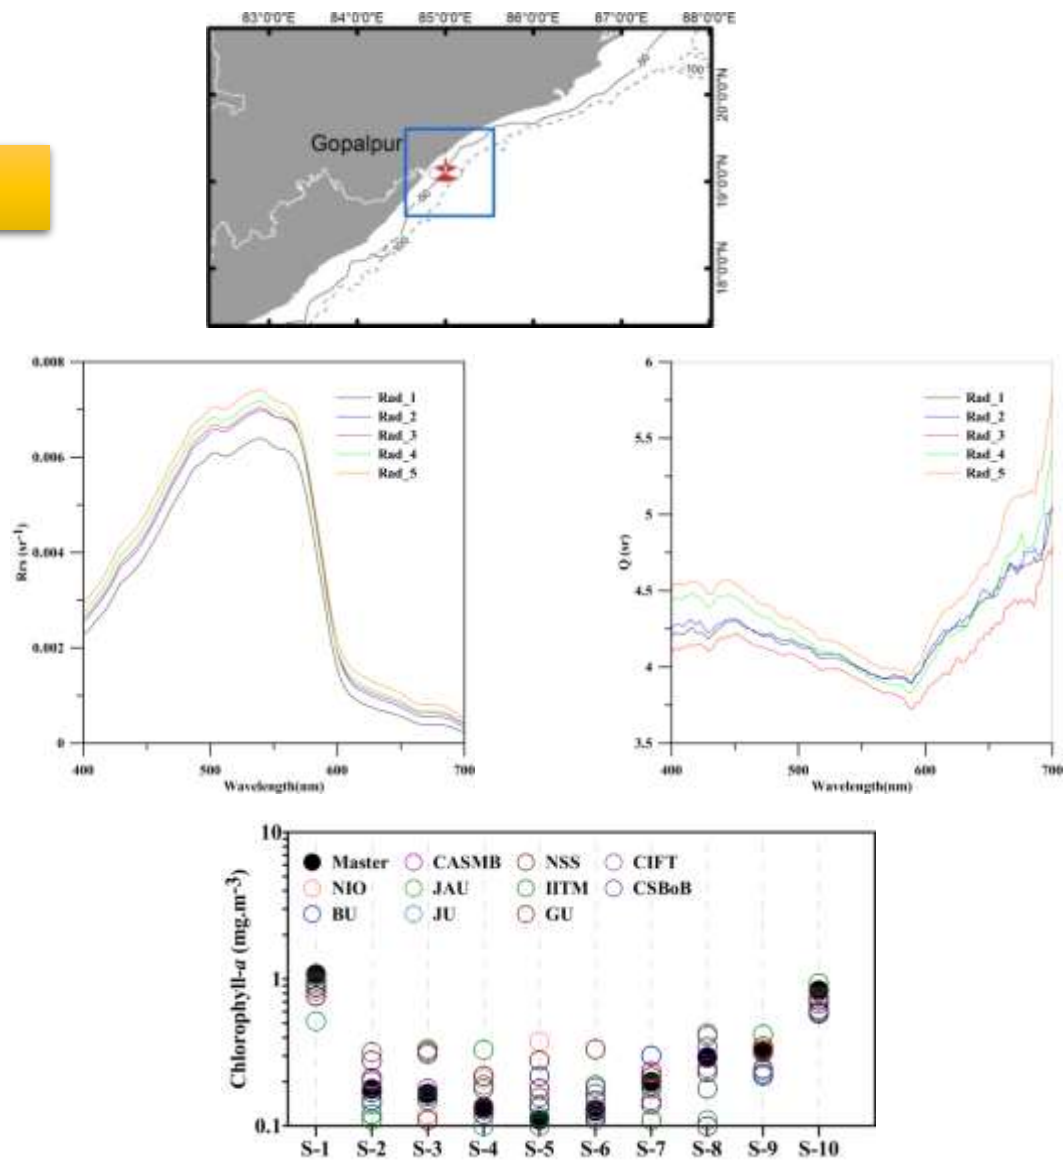 83°0'0"E 84°0'0"E 85°0'0"E 86°0'0"E 87°0'0"E 88°0'0"E
20°0'0"N
19°0'0"N
18°0'0"N
Gopalpur
50
100
50
100
0.008
0.006
0.004
0.002
0
Rrs (sr-1)
Rad_1
Rad_2
Rad_3
Rad_4
Rad_5
400 500 600 700
Wavelength(nm)
6
5.5
5
4.5
4
3.5
Q (sr)
Rad_1
Rad_2
Rad_3
Rad_4
Rad_5
400 500 600 700
Wavelength(nm)
10
1
0.1
Chlorophyll-a (mg.m-3)
Master CASMB NSS CIFT
NIO JAU IITM CSBoB
BU JU GU
S-1 S-2 S-3 S-4 S-5 S-6 S-7 S-8 S-9 S-10